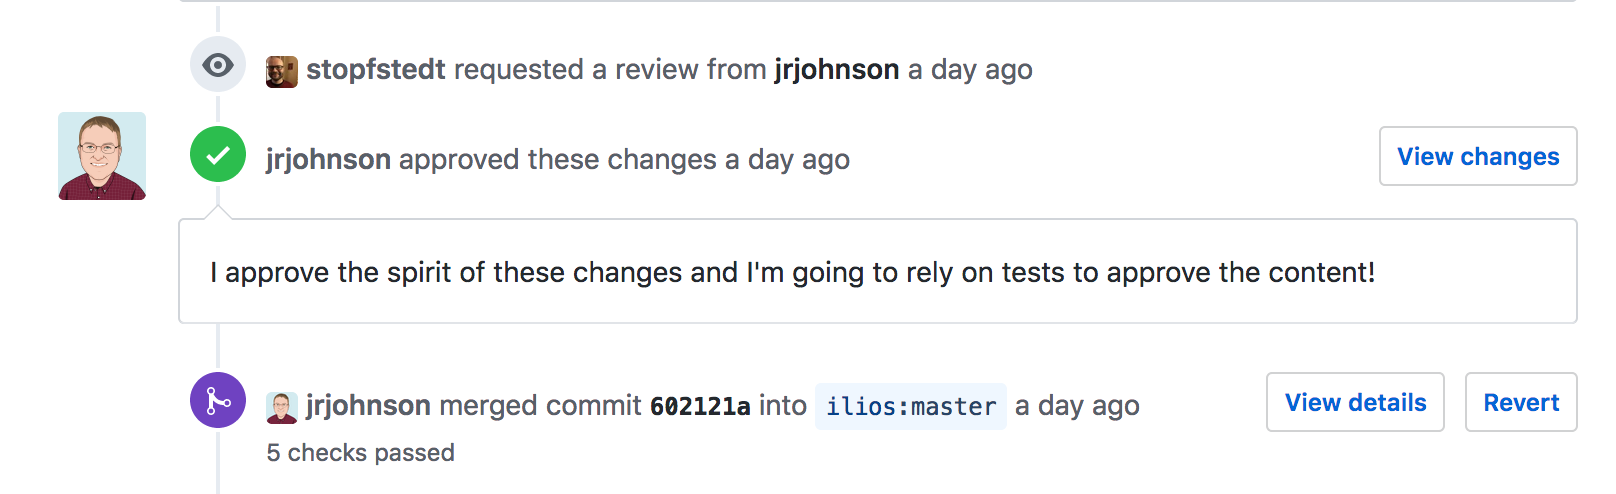 stopfstedt requested a review from jrjohnson a day ago
jrjohnson approved these changes a day ago
View changes
I approve the spirit of these changes and I'm going to rely on tests to approve the content!
jrjohnson merged commit 602121a into ilios:master a day ago
View details
Revert
5 checks passed